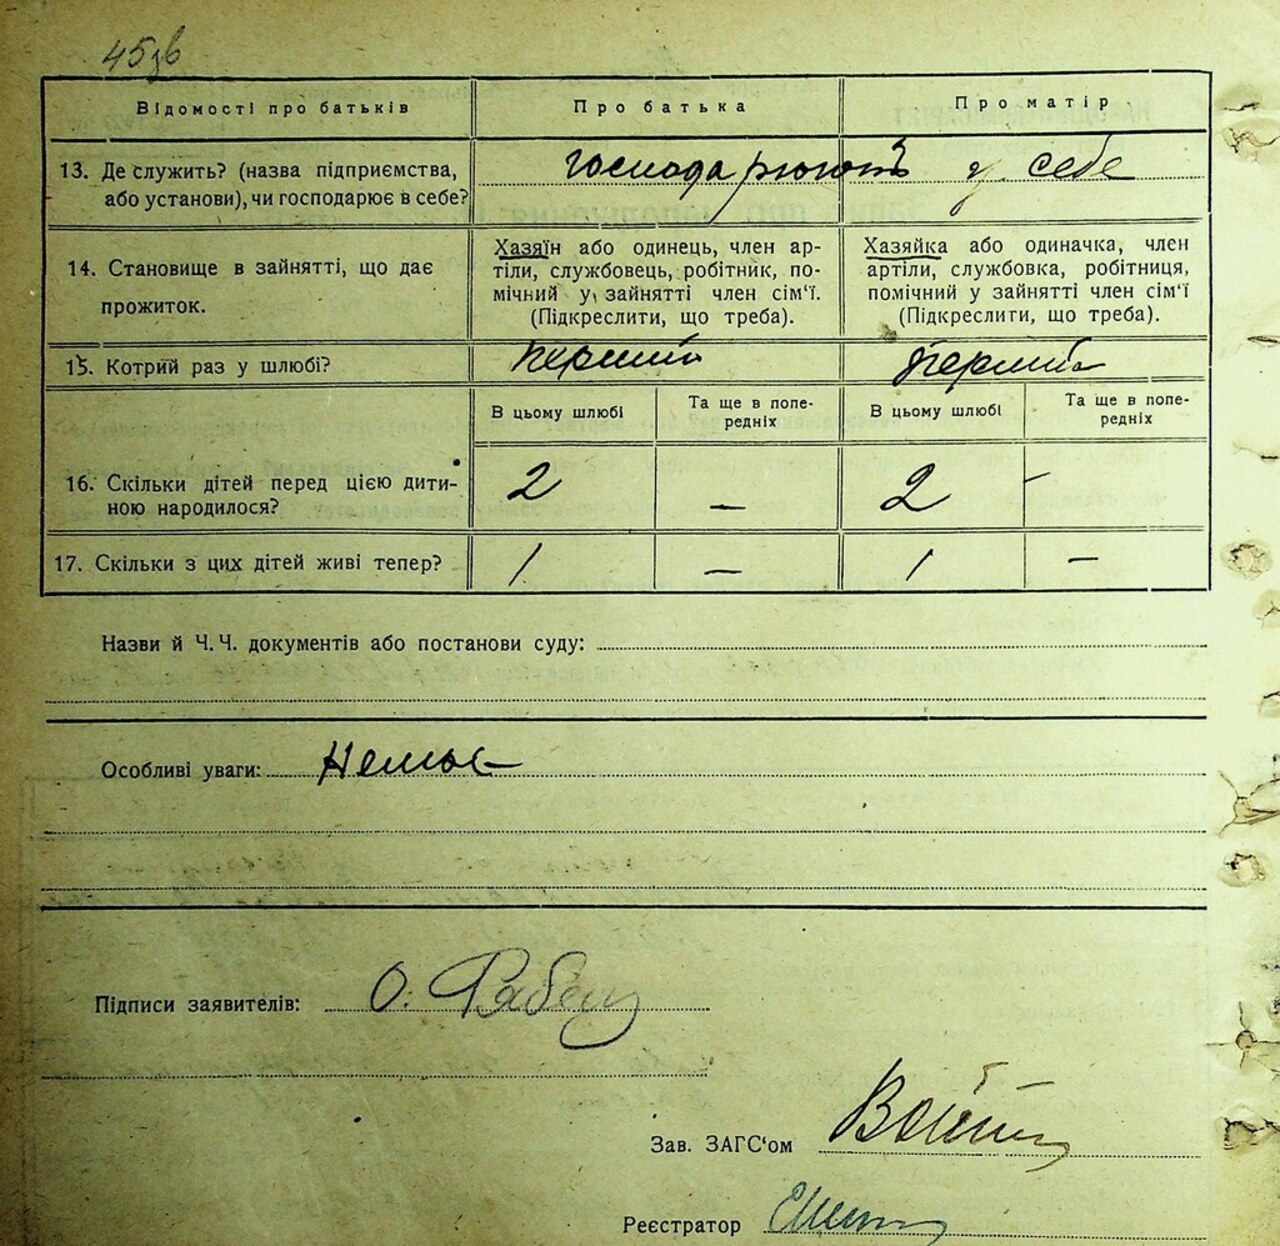 45зв
Відомості про батьків Про батька Про матір
13. Де служить? (назва підприємства, або установи), чи господарює в себе?
господарюють у себе
14. Становище в зайнятті, що дає прожиток.
Хазяїн або одинець, член ар-
тіли, службовець, робітник, по-
мічний у зайнятті член сім'ї.
(Підкреслити, що треба).
Хазяйка або одиначка, член
артіли, службовка, робітниця,
помічний у зайнятті член сім'ї
(Підкреслити, що треба).
15. Котрий раз у шлюбі? перший перший
В цьому шлюбі Та ще в попе-
редніх
В цьому шлюбі Та ще в попе-
редніх
16. Скільки дітей перед цією дити-
ною народилося? 2 — 2 —
17. Скільки з цих дітей живі тепер? 1 — 1 —
Назви й Ч.Ч. документів або постанови суду:
Особливі уваги: Немає
Підписи заявителів: О.
Зав. ЗАГС'ом
Реєстратор